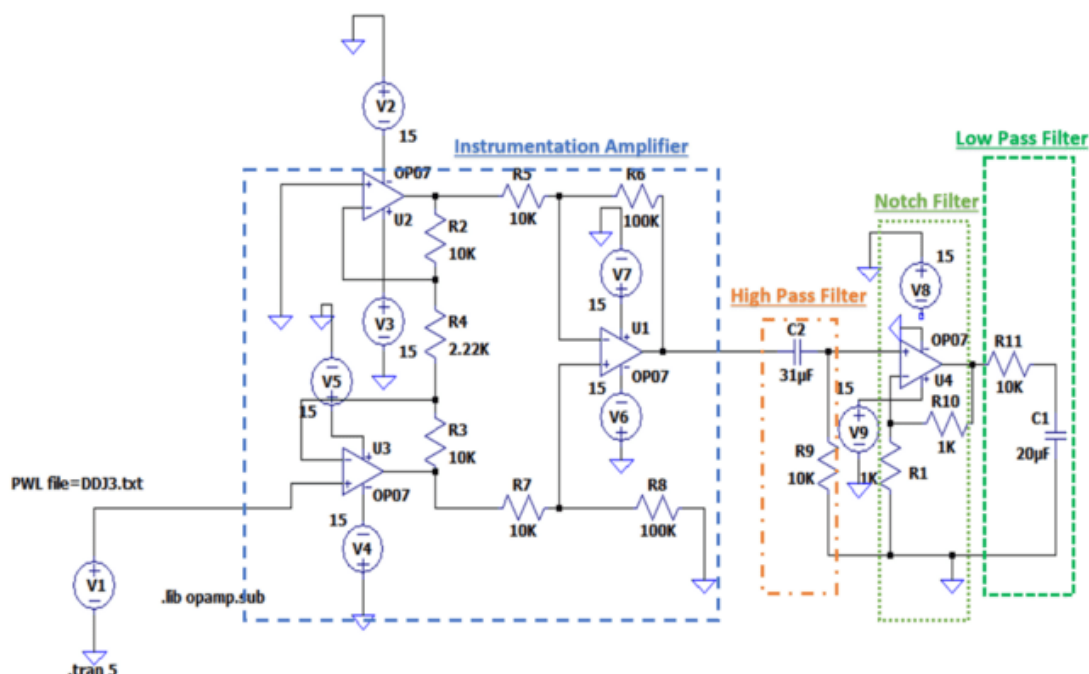 V2
15
Instrumentation Amplifier
Low Pass Filter
OP07
U2
R5
10K
R6
100K
Notch Filter
R2
10K
V7
15
15
V8
High Pass Filter
V3
15
R4
2.22K
U1
OP07
C2
31µF
OP07
U4
R11
10K
V5
15
15
V6
15
V9
R10
1K
C1
20µF
U3
OP07
R3
10K
R9
10K
1K
R1
PWL file=DDJ3.txt
15
V4
R7
10K
R8
100K
V1
.lib opamp.sub
.tran 5